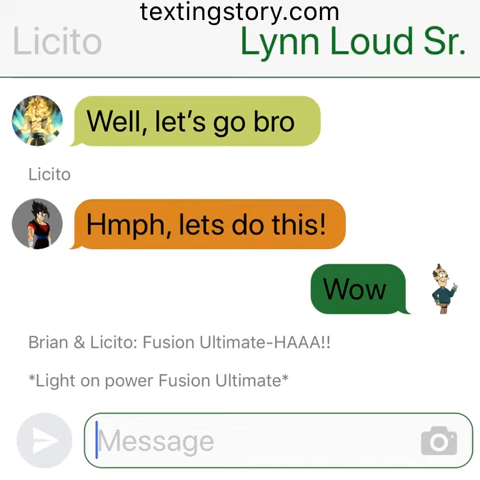 textingstory.com
Licito
Lynn Loud Sr.
Well, let’s go bro
Licito
Hmph, lets do this!
Wow
Brian & Licito: Fusion Ultimate-HAAA!!
*Light on power Fusion Ultimate*
Message